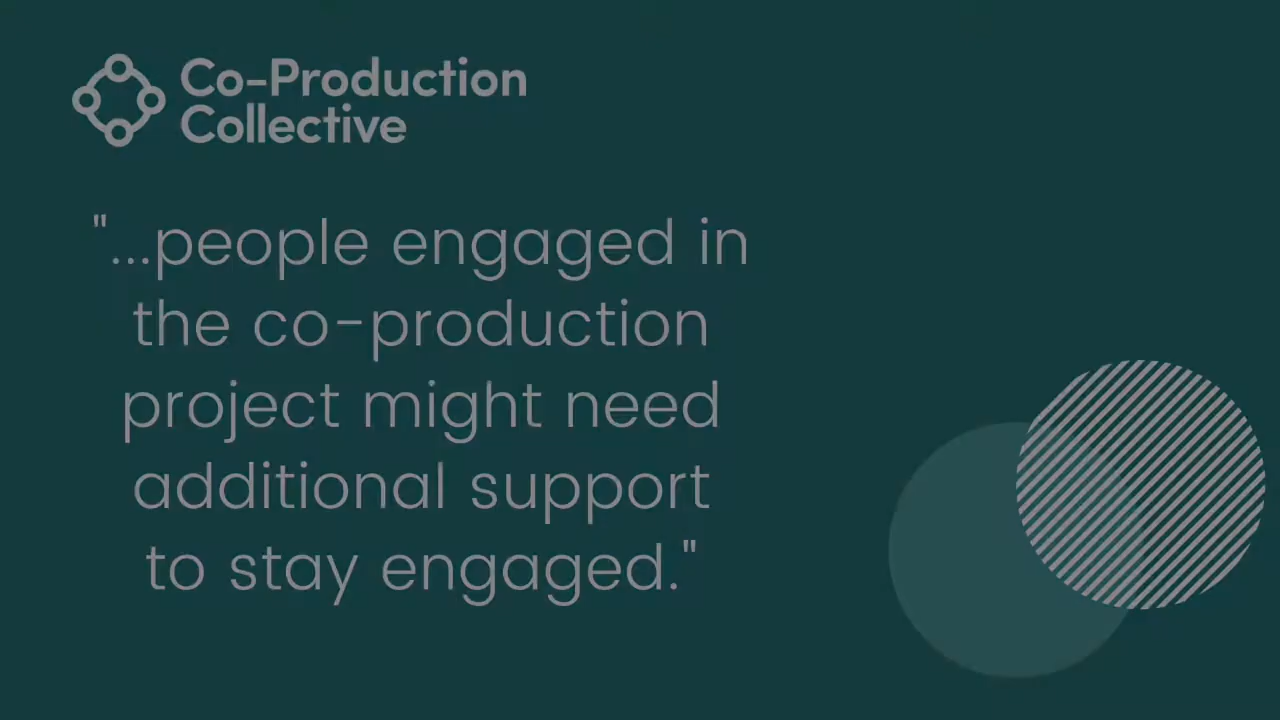 Co-Production
Collective
"...people engaged in
the co-production
project might need
additional support
to stay engaged."